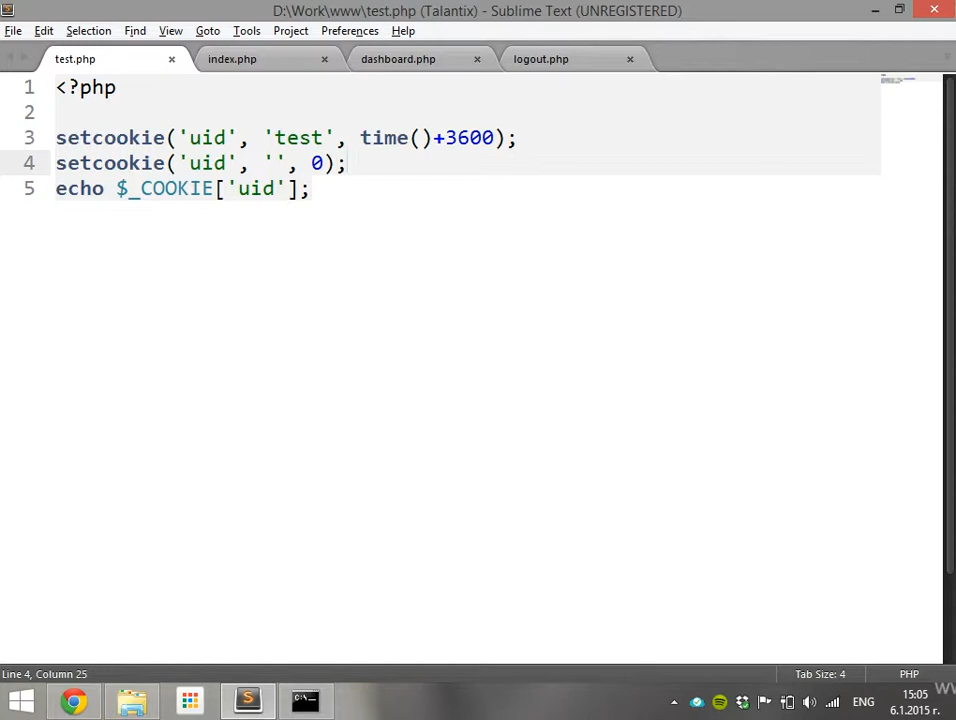 D:\Work\www\test.php (Talantix) - Sublime Text (UNREGISTERED)
File Edit Selection Find View Goto Tools Project Preferences Help
test.php index.php dashboard.php logout.php
1 <?php
2
3 setcookie('uid', 'test', time()+3600);
4 setcookie('uid', '', 0);
5 echo $_COOKIE['uid'];
Line 4, Column 25 Tab Size: 4 PHP
ENG 15:05
6.1.2015 г.